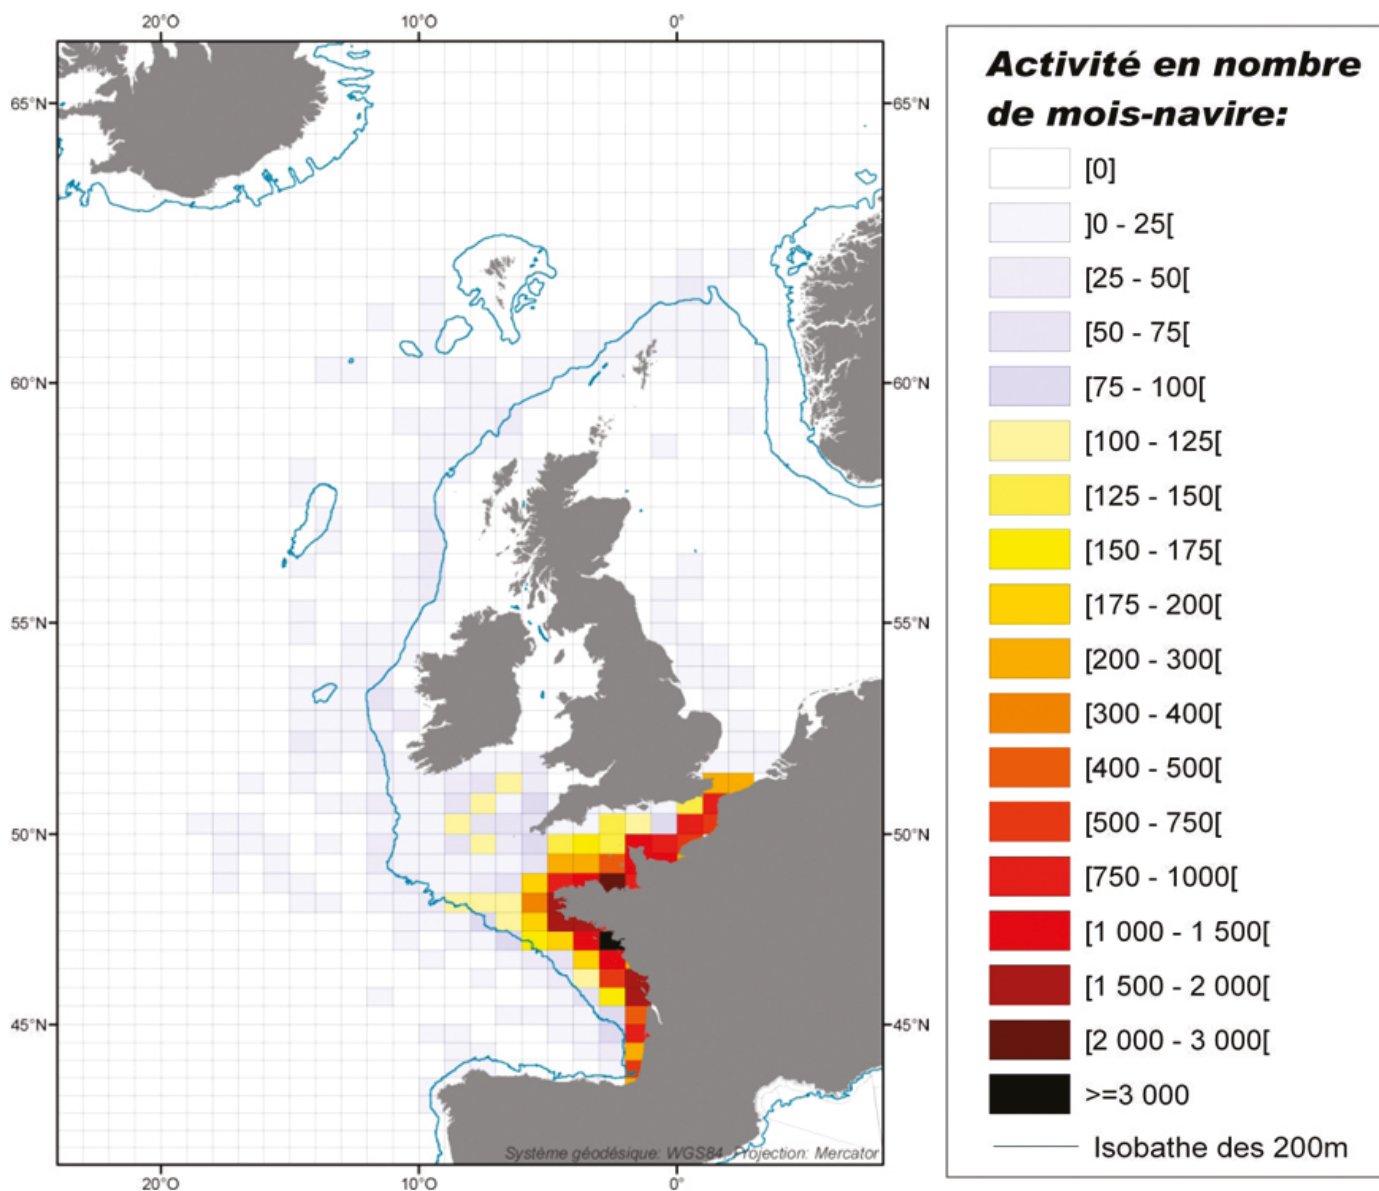 20°O 10°O 0°
65°N 65°N
60°N 60°N
55°N 55°N
50°N 50°N
45°N 45°N
Système géodésique: WGS84, Projection: Mercator
20°O 10°O 0°
Activité en nombre
de mois-navire:
[0]
]0 - 25[
[25 - 50[
[50 - 75[
[75 - 100[
[100 - 125[
[125 - 150[
[150 - 175[
[175 - 200[
[200 - 300[
[300 - 400[
[400 - 500[
[500 - 750[
[750 - 1000[
[1 000 - 1 500[
[1 500 - 2 000[
[2 000 - 3 000[
>=3 000
Isobathe des 200m